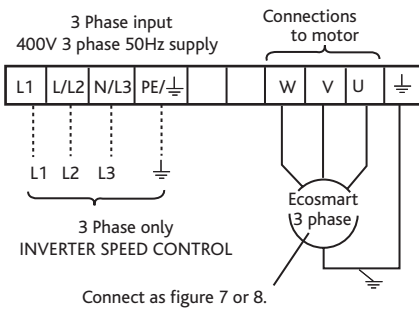 3 Phase input
400V 3 phase 50Hz supply
Connections
to motor
L1 L/L2 N/L3 PE/⏚ W V U ⏚
L1 L2 L3 ⏚
3 Phase only
INVERTER SPEED CONTROL
Ecosmart
3 phase
Connect as figure 7 or 8.